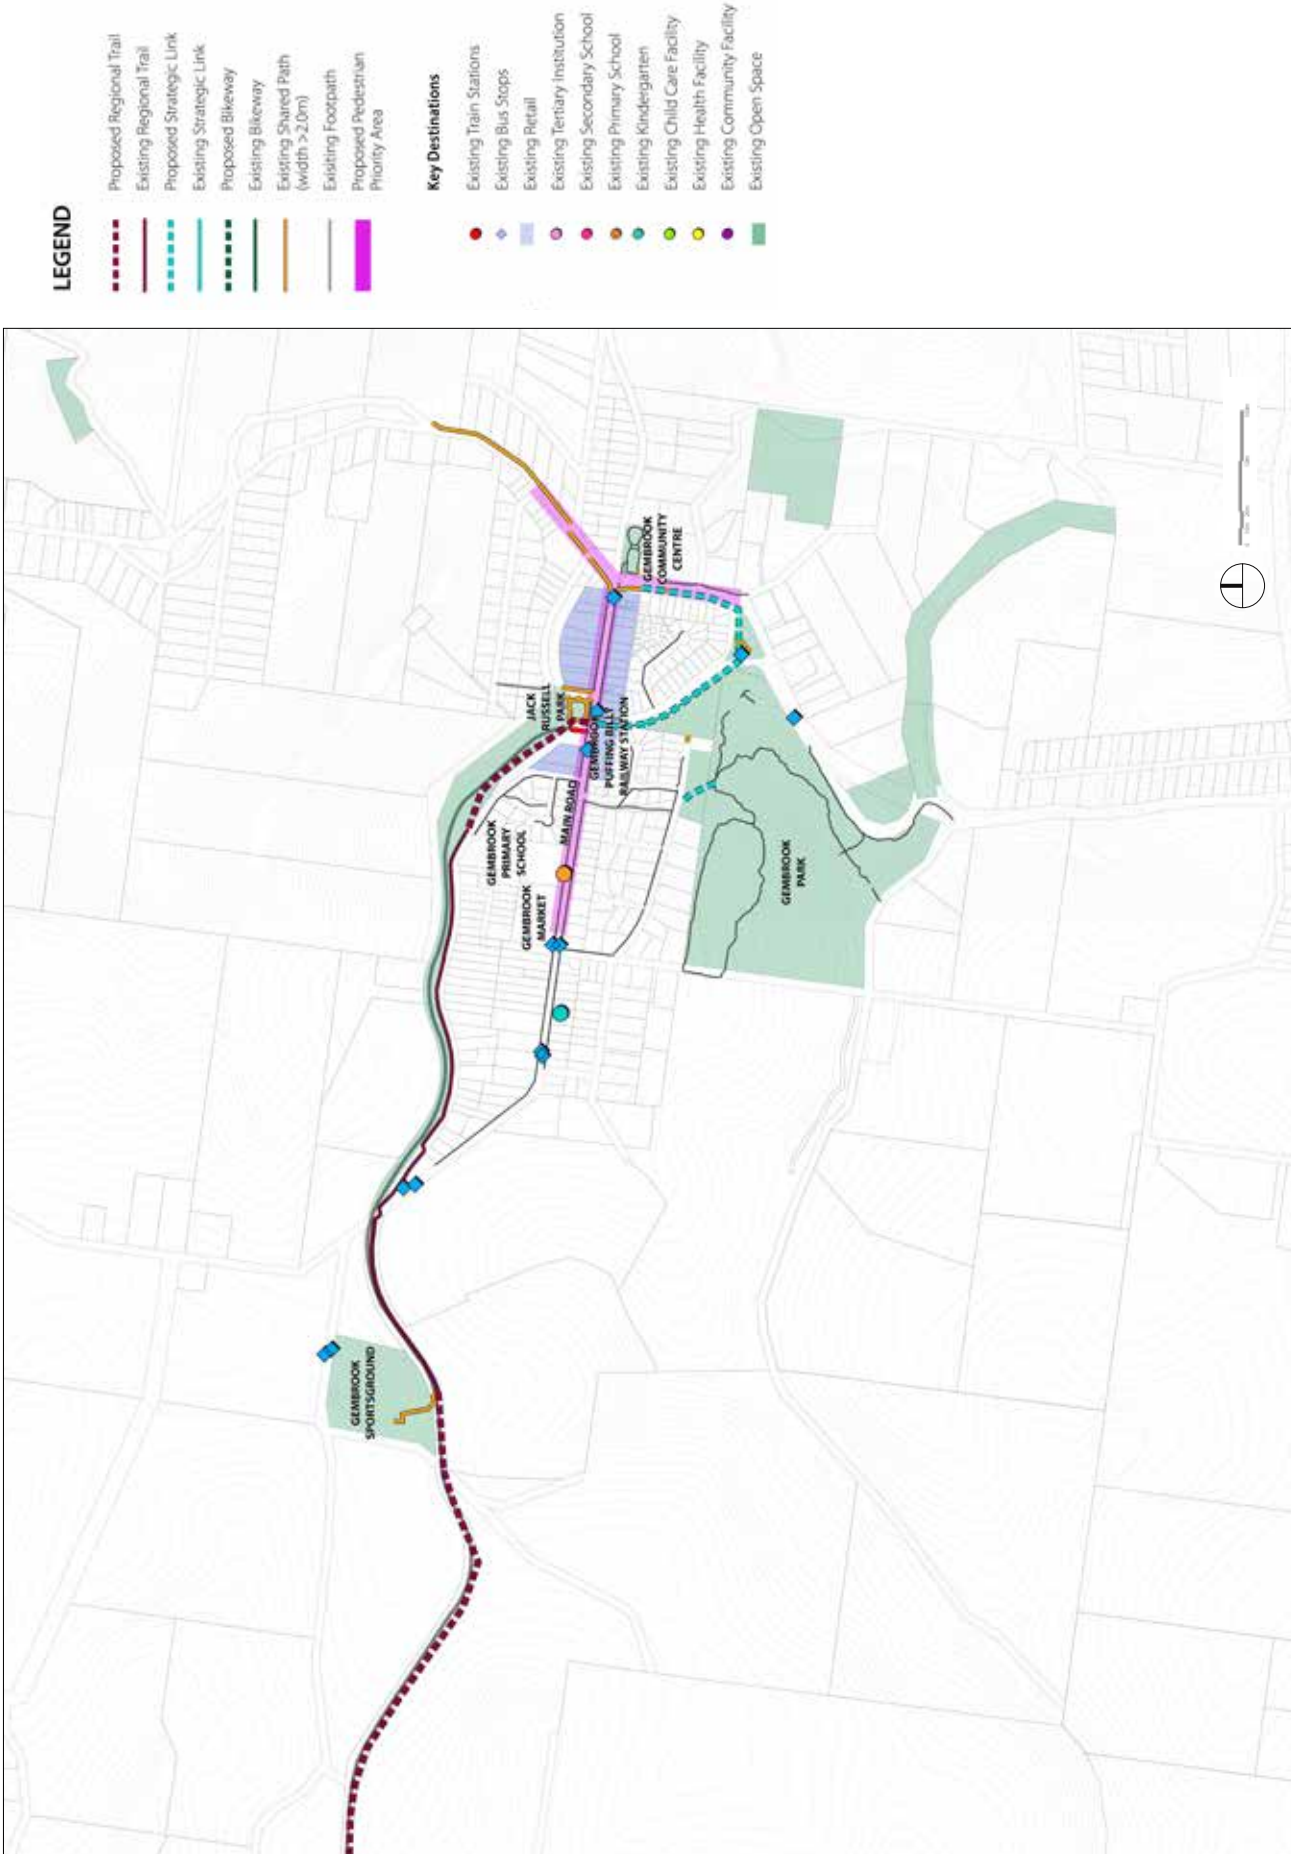 LEGEND
Proposed Regional Trail
Existing Regional Trail
Proposed Strategic Link
Existing Strategic Link
Proposed Bikeway
Existing Bikeway
Existing Shared Path
(width >2.0m)
Exisiting Footpath
Proposed Pedestrian
Priority Area
Key Destinations
Existing Train Stations
Existing Bus Stops
Existing Retail
Existing Tertiary Institution
Existing Secondary School
Existing Primary School
Existing Kindergarten
Existing Child Care Facility
Existing Health Facility
Existing Community Facility
Existing Open Space
GEMBROOK
SPORTSGROUND
GEMBROOK
MARKET
GEMBROOK
PRIMARY
SCHOOL
MAIN ROAD
JACK
RUSSELL
PARK
GEMBROOK
PUFFING BILLY
RAILWAY STATION
GEMBROOK
COMMUNITY
CENTRE
GEMBROOK
PARK